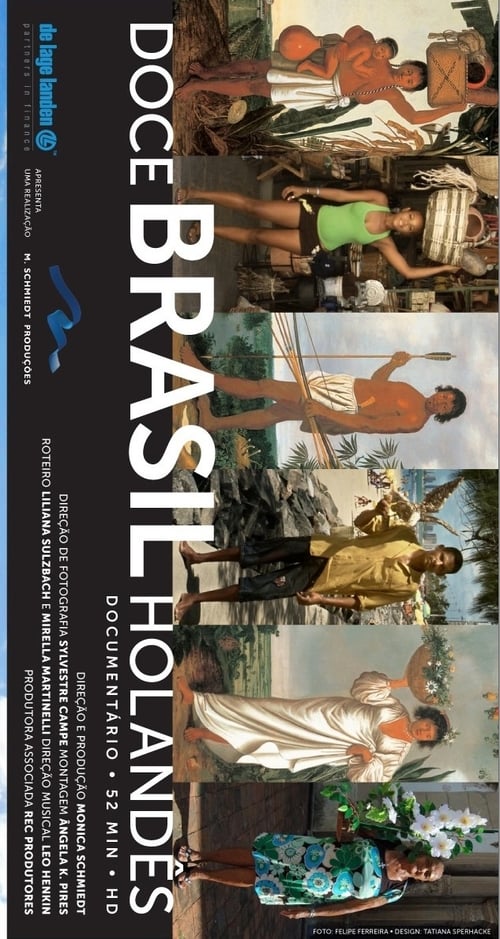 DOCE BRASIL HOLANDÊS
DOCUMENTÁRIO • 52 MIN • HD
DIREÇÃO E PRODUÇÃO MONICA SCHMIEDT
DIREÇÃO DE FOTOGRAFIA SYLVESTRE CAMPE MONTAGEM ÂNGELA K. PIRES
ROTEIRO LILIANA SULZBACH E MIRELLA MARTINELLI DIREÇÃO MUSICAL LEO HENKIN
PRODUTORA ASSOCIADA REC PRODUTORES
de lage landen
partners in finance
APRESENTA
UMA REALIZAÇÃO
M. SCHMIEDT PRODUÇÕES
FOTO: FELIPE FERREIRA • DESIGN: TATIANA SPERHACKE